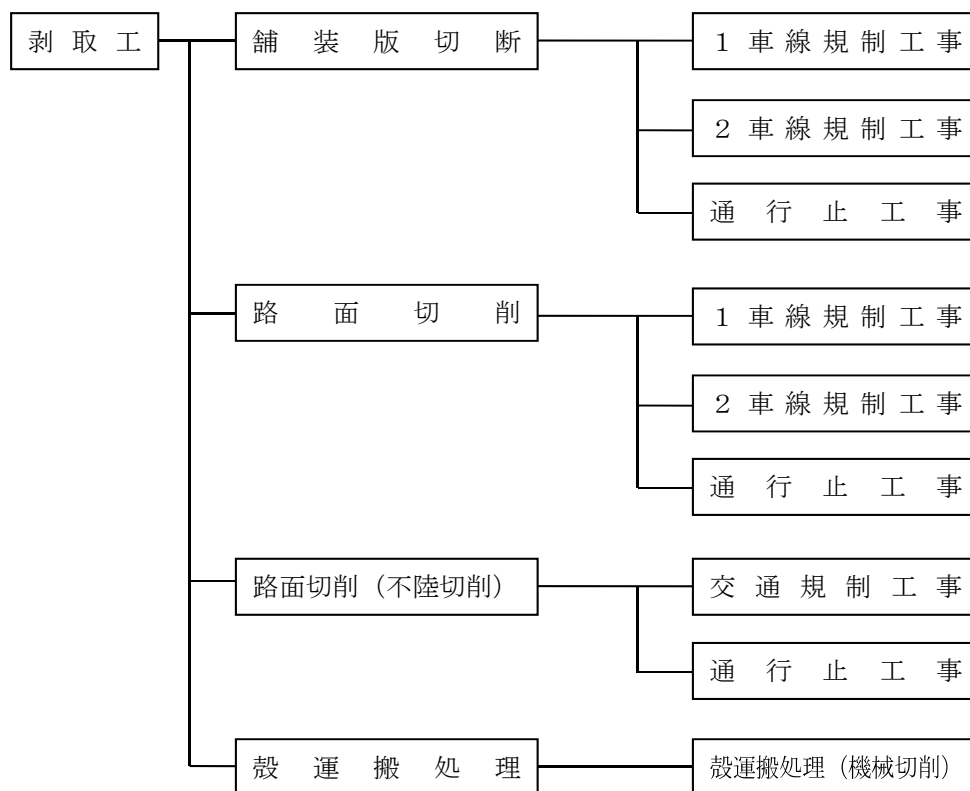 剥取工
舗装版切断
１車線規制工事
２車線規制工事
通行止工事
路面切削
１車線規制工事
２車線規制工事
通行止工事
路面切削（不陸切削）
交通規制工事
通行止工事
殻運搬処理
殻運搬処理（機械切削）